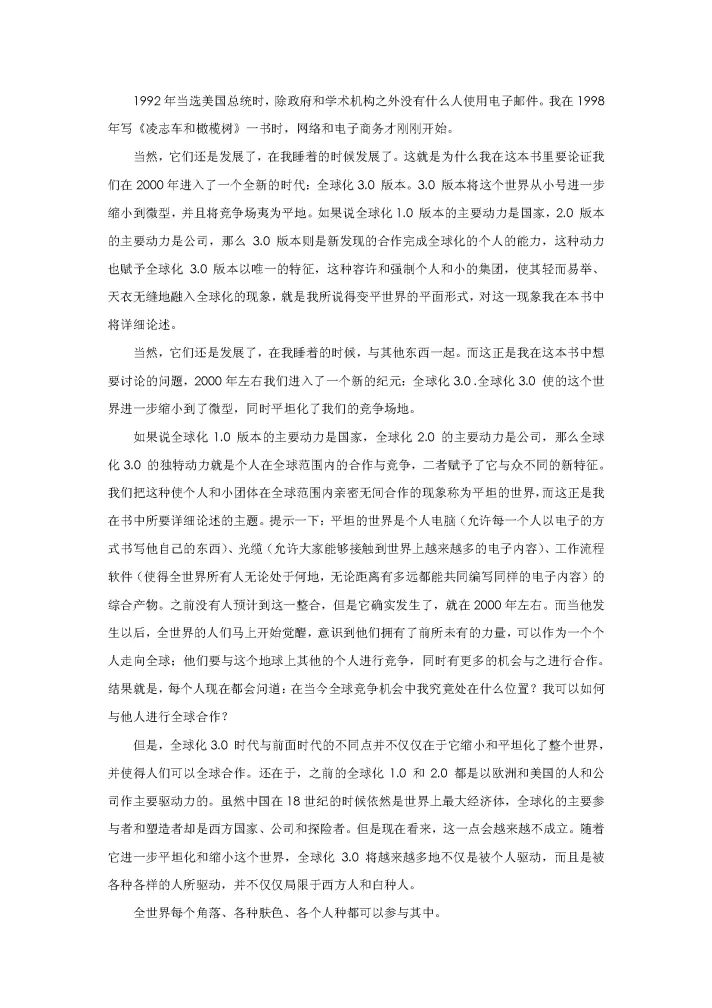 1992年当选美国总统时，除政府和学术机构之外没有什么人使用电子邮件。我在1998
年写《凌志车和橄榄树》一书时，网络和电子商务才刚刚开始。
当然，它们还是发展了，在我睡着的时候发展了。这就是为什么我在这本书里要论证我
们在2000年进入了一个全新的时代：全球化3.0 版本。3.0 版本将这个世界从小号进一步
缩小到微型，并且将竞争场夷为平地。如果说全球化1.0 版本的主要动力是国家，2.0 版本
的主要动力是公司，那么 3.0 版本则是新发现的合作完成全球化的个人的能力，这种动力
也赋予全球化 3.0 版本以唯一的特征，这种容许和强制个人和小的集团，使其轻而易举、
天衣无缝地融入全球化的现象，就是我所说得变平世界的平面形式，对这一现象我在本书中
将详细论述。
当然，它们还是发展了，在我睡着的时候，与其他东西一起。而这正是我在这本书中想
要讨论的问题，2000年左右我们进入了一个新的纪元：全球化3.0.全球化3.0 使的这个世
界进一步缩小到了微型，同时平坦化了我们的竞争场地。
如果说全球化1.0 版本的主要动力是国家，全球化2.0 的主要动力是公司，那么全球
化3.0 的独特动力就是个人在全球范围内的合作与竞争，二者赋予了它与众不同的新特征。
我们把这种使个人和小团体在全球范围内亲密无间合作的现象称为平坦的世界，而这正是我
在书中所要详细论述的主题。提示一下：平坦的世界是个人电脑（允许每一个人以电子的方
式书写他自己的东西）、光缆（允许大家能够接触到世界上越来越多的电子内容）、工作流程
软件（使得全世界所有人无论处于何地，无论距离有多远都能共同编写同样的电子内容）的
综合产物。之前没有人预计到这一整合，但是它确实发生了，就在2000年左右。而当他发
生以后，全世界的人们马上开始觉醒，意识到他们拥有了前所未有的力量，可以作为一个个
人走向全球；他们要与这个地球上其他的个人进行竞争，同时有更多的机会与之进行合作。
结果就是，每个人现在都会问道：在当今全球竞争机会中我究竟处在什么位置？我可以如何
与他人进行全球合作？
但是，全球化3.0 时代与前面时代的不同点并不仅仅在于它缩小和平坦化了整个世界，
并使得人们可以全球合作。还在于，之前的全球化1.0 和 2.0 都是以欧洲和美国的人和公
司作主要驱动力的。虽然中国在18世纪的时候依然是世界上最大经济体，全球化的主要参
与者和塑造者却是西方国家、公司和探险者。但是现在看来，这一点会越来越不成立。随着
它进一步平坦化和缩小这个世界，全球化 3.0 将越来越多地不仅是被个人驱动，而且是被
各种各样的人所驱动，并不仅仅局限于西方人和白种人。
全世界每个角落、各种肤色、各个人种都可以参与其中。